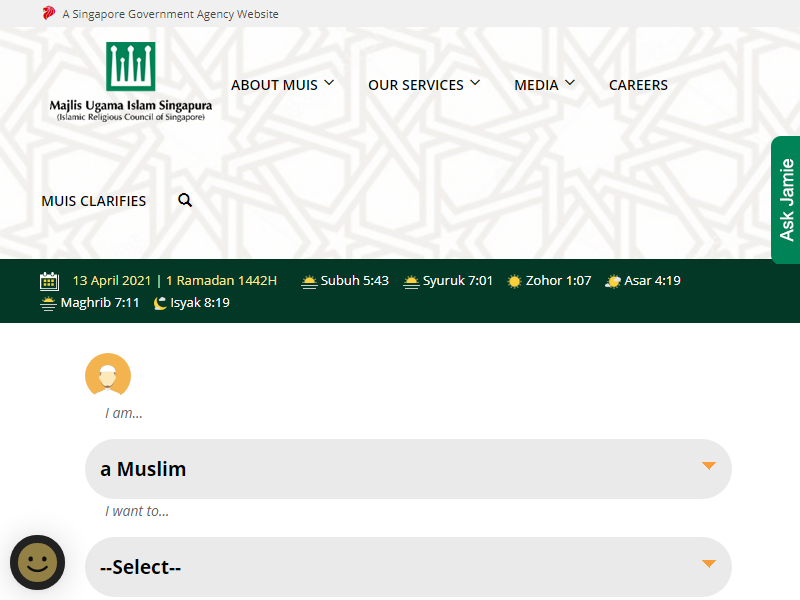 A Singapore Government Agency Website
Majlis Ugama Islam Singapura
(Islamic Religious Council of Singapore)
ABOUT MUIS
OUR SERVICES
MEDIA
CAREERS
MUIS CLARIFIES
Ask Jamie
13 April 2021 | 1 Ramadan 1442H Subuh 5:43 Syuruk 7:01 Zohor 1:07 Asar 4:19
Maghrib 7:11 Isyak 8:19
I am...
a Muslim
I want to...
--Select--